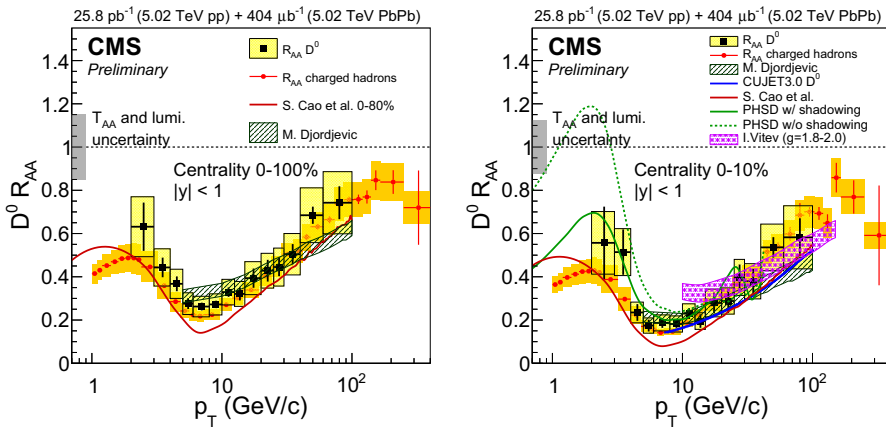 25.8 pb⁻¹ (5.02 TeV pp) + 404 μb⁻¹ (5.02 TeV PbPb)
CMS
Preliminary
R_AA D⁰
R_AA charged hadrons
S. Cao et al. 0-80%
M. Djordjevic
T_AA and lumi.
uncertainty
Centrality 0-100%
|y| < 1
D⁰ R_AA
1.4
1.2
1
0.8
0.6
0.4
0.2
0
1
10
10²
p_T (GeV/c)
25.8 pb⁻¹ (5.02 TeV pp) + 404 μb⁻¹ (5.02 TeV PbPb)
CMS
Preliminary
R_AA D⁰
R_AA charged hadrons
M. Djordjevic
CUJET3.0 D⁰
S. Cao et al.
PHSD w/ shadowing
PHSD w/o shadowing
I.Vitev (g=1.8-2.0)
T_AA and lumi.
uncertainty
Centrality 0-10%
|y| < 1
D⁰ R_AA
1.4
1.2
1
0.8
0.6
0.4
0.2
0
1
10
10²
p_T (GeV/c)